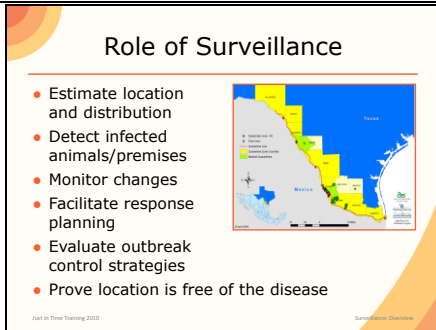 Role of Surveillance
● Estimate location
and distribution
● Detect infected
animals/premises
● Monitor changes
● Facilitate response
planning
● Evaluate outbreak
control strategies
● Prove location is free of the disease
Texas
Mexico
Just In Time Training 2010
Surveillance: Overview